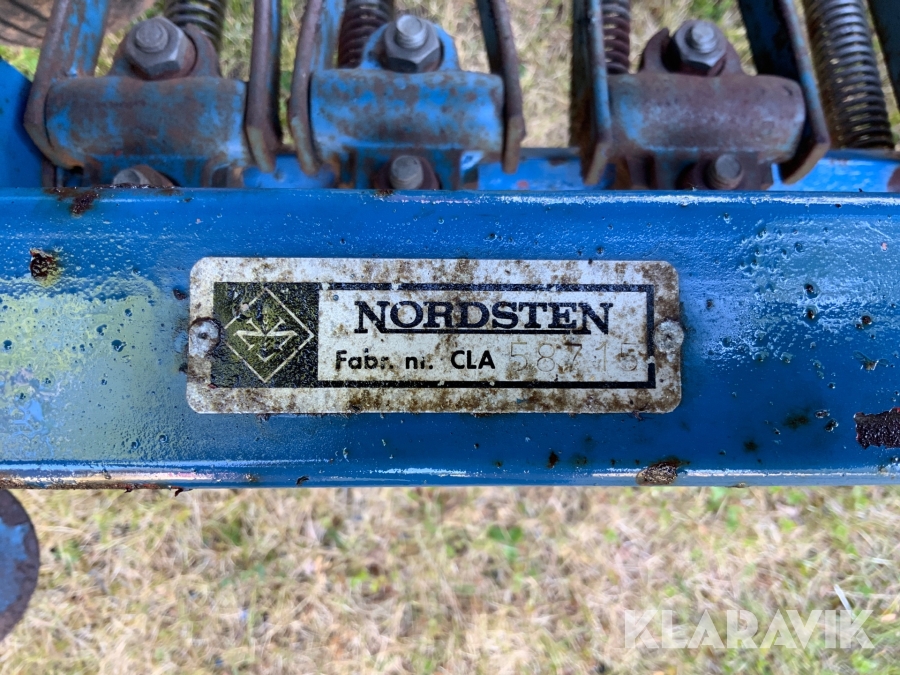 NORDSTEN
Fabr. nr. CLA 58715
KLARAVIK